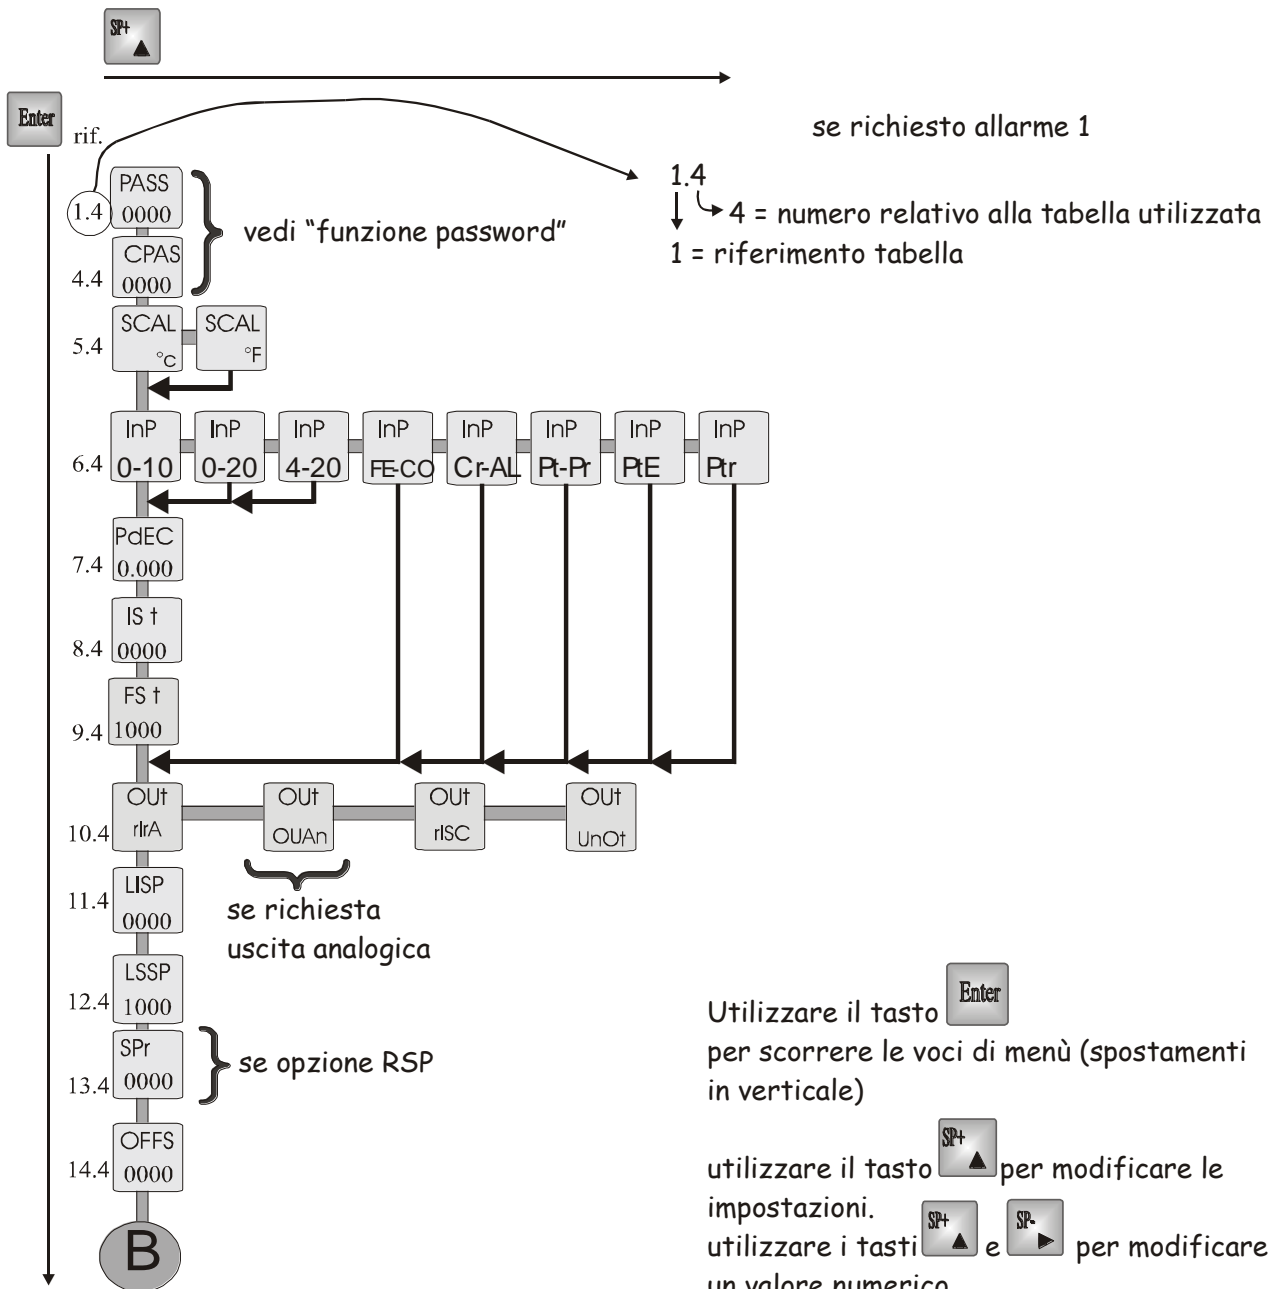 SP+
Enter
rif.
se richiesto allarme 1
1.4
4 = numero relativo alla tabella utilizzata
1 = riferimento tabella
1.4
PASS
0000
vedi “funzione password”
4.4
CPAS
0000
5.4
SCAL
°C
SCAL
°F
6.4
InP
0-10
InP
0-20
InP
4-20
InP
FE-CO
InP
Cr-AL
InP
Pt-Pr
InP
PtE
InP
Ptr
7.4
PdEC
0.000
8.4
IS t
0000
9.4
FS t
1000
10.4
OUt
rIrA
OUt
OUAn
OUt
rISC
OUt
UnOt
se richiesta
uscita analogica
11.4
LISP
0000
12.4
LSSP
1000
13.4
SPr
0000
se opzione RSP
14.4
OFFS
0000
B
Utilizzare il tasto Enter
per scorrere le voci di menù (spostamenti
in verticale)
utilizzare il tasto SP+ per modificare le
impostazioni.
utilizzare i tasti SP+ e SP- per modificare
un valore numerico